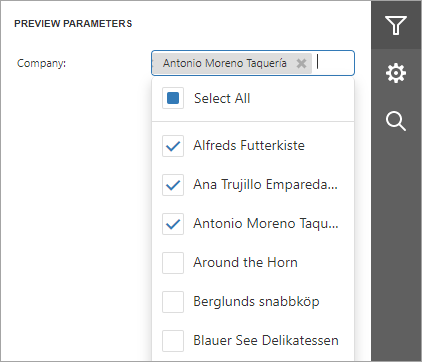 PREVIEW PARAMETERS
Company: Antonio Moreno Taquería
Select All
Alfreds Futterkiste
Ana Trujillo Empareda...
Antonio Moreno Taqu...
Around the Horn
Berglunds snabbköp
Blauer See Delikatessen